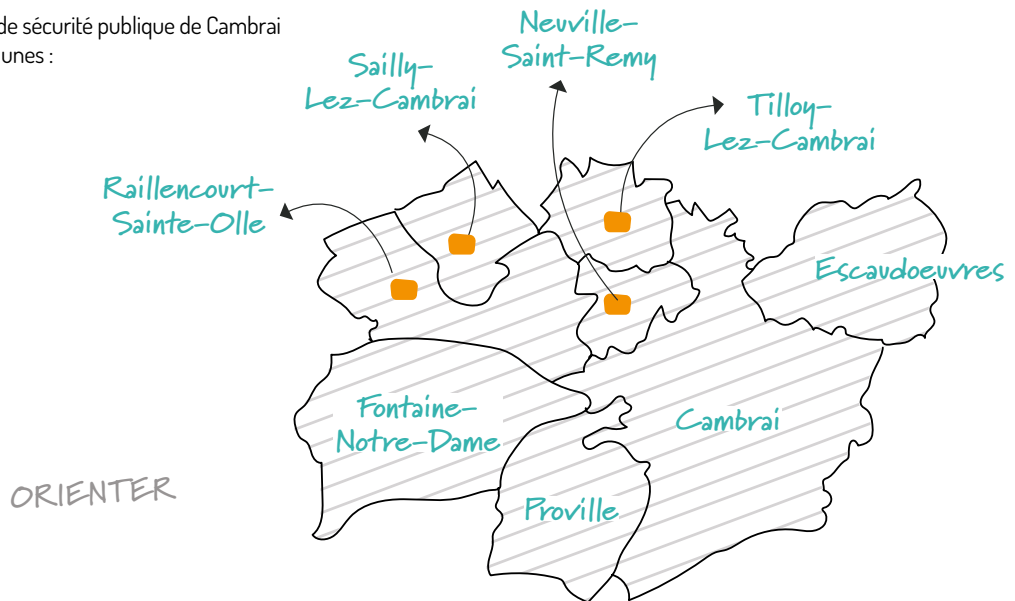 de sécurité publique de Cambrai
unes :
Neuville-
Saint-Remy
Sailly-
Lez-Cambrai
Tilloy-
Lez-Cambrai
Raillencourt-
Sainte-Olle
Escaudoeuvres
Fontaine-
Notre-Dame
Cambrai
ORIENTER
Proville